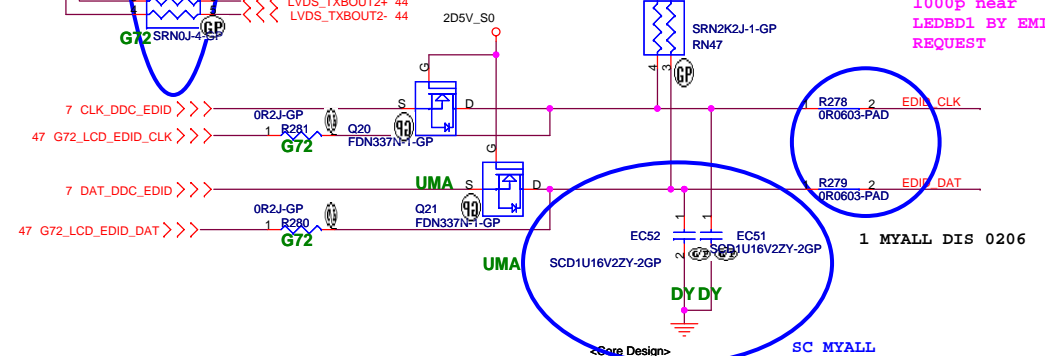 LVDS_TXBOUT2+ 44
LVDS_TXBOUT2- 44
G72
SRN0J-4-GP
GP
2D5V_S0
SRN2K2J-1-GP
RN47
4 3
GP
1000p near
LEDBD1 BY EMI
REQUEST
7 CLK_DDC_EDID
G
S
D
0R2J-GP
1 R281
G72
47 G72_LCD_EDID_CLK
Q20
FDN337N-1-GP
1 R278 2
EDID_CLK
0R0603-PAD
G
7 DAT_DDC_EDID
UMA
S
D
1 R279 2
EDID_DAT
0R0603-PAD
0R2J-GP
1 R280
G72
47 G72_LCD_EDID_DAT
Q21
FDN337N-1-GP
UMA
1 1
EC52
EC51
SCD1U16V2ZY-2GP
SCD1U16V2ZY-2GP
2
DY DY
1 MYALL DIS 0206
<Core Design>
SC MYALL